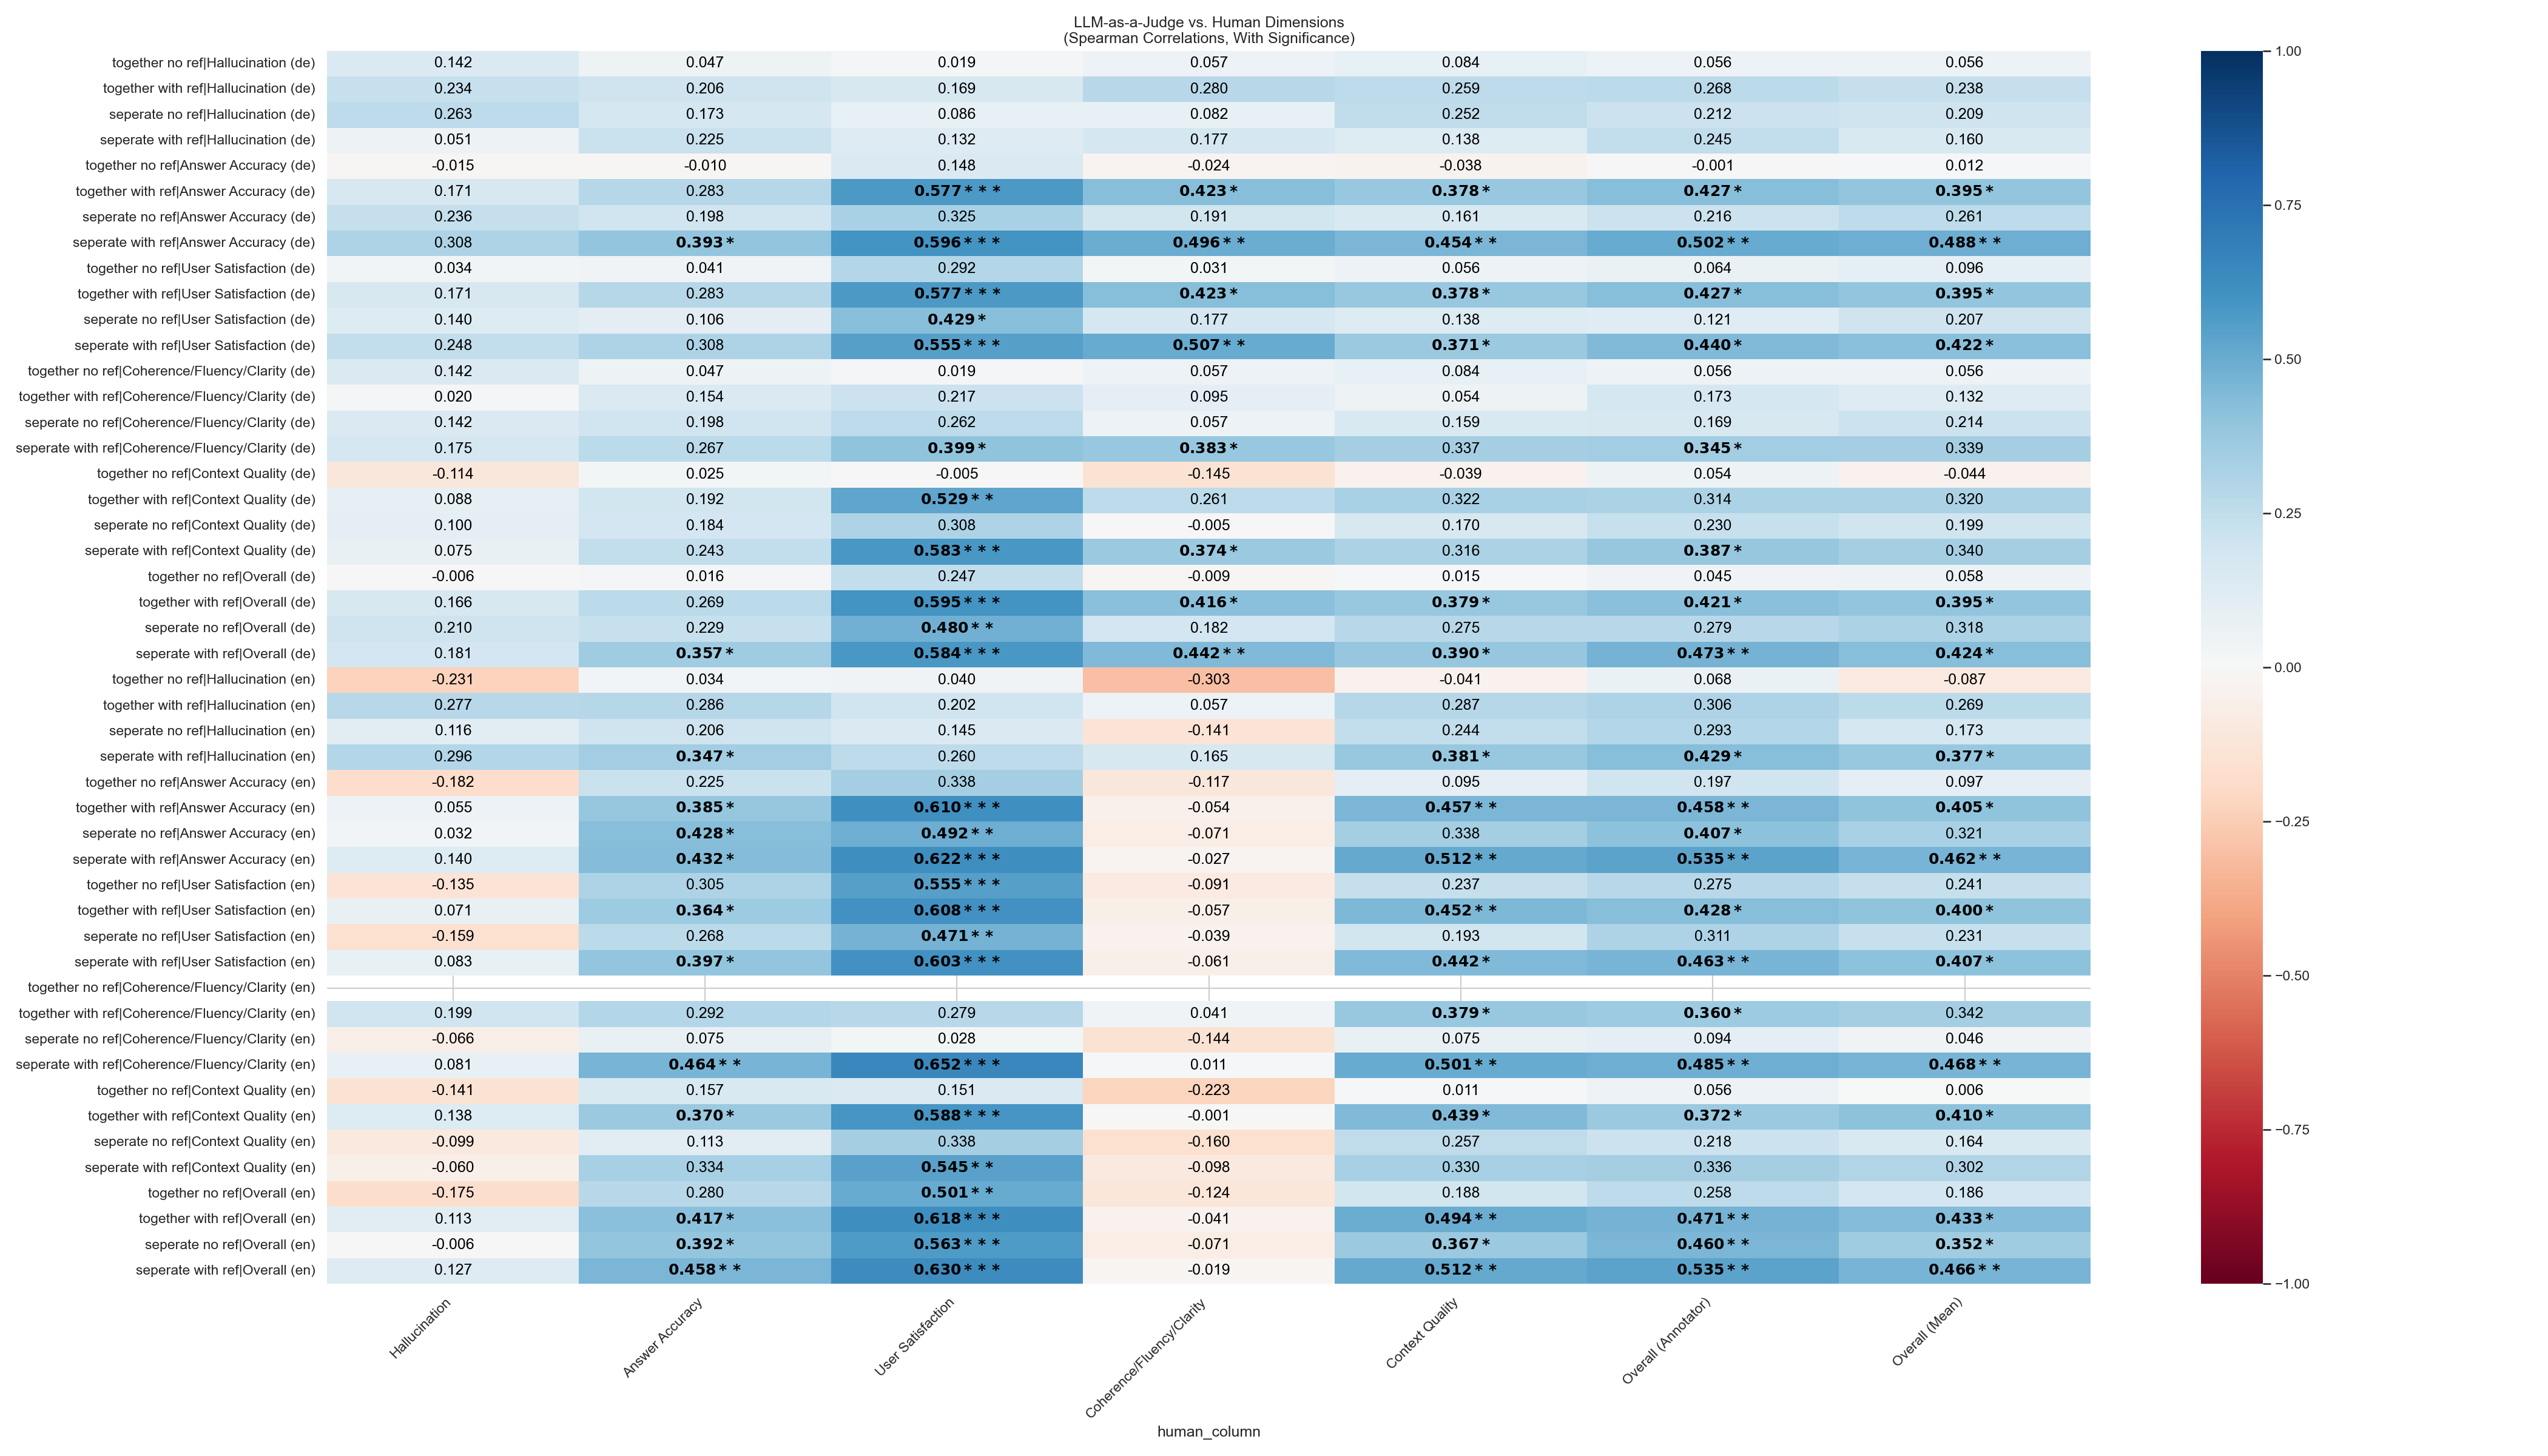 LLM-as-a-Judge vs. Human Dimensions
(Spearman Correlations, With Significance)
together no ref|Hallucination (de) 0.142 0.047 0.019 0.057 0.084 0.056 0.056
together with ref|Hallucination (de) 0.234 0.206 0.169 0.280 0.259 0.268 0.238
seperate no ref|Hallucination (de) 0.263 0.173 0.086 0.082 0.252 0.212 0.209
seperate with ref|Hallucination (de) 0.051 0.225 0.132 0.177 0.138 0.245 0.160
together no ref|Answer Accuracy (de) -0.015 -0.010 0.148 -0.024 -0.038 -0.001 0.012
together with ref|Answer Accuracy (de) 0.171 0.283 0.577*** 0.423* 0.378* 0.427* 0.395*
seperate no ref|Answer Accuracy (de) 0.236 0.198 0.325 0.191 0.161 0.216 0.261
seperate with ref|Answer Accuracy (de) 0.308 0.393* 0.596*** 0.496** 0.454** 0.502** 0.488**
together no ref|User Satisfaction (de) 0.034 0.041 0.292 0.031 0.056 0.064 0.096
together with ref|User Satisfaction (de) 0.171 0.283 0.577*** 0.423* 0.378* 0.427* 0.395*
seperate no ref|User Satisfaction (de) 0.140 0.106 0.429* 0.177 0.138 0.121 0.207
seperate with ref|User Satisfaction (de) 0.248 0.308 0.555*** 0.507** 0.371* 0.440* 0.422*
together no ref|Coherence/Fluency/Clarity (de) 0.142 0.047 0.019 0.057 0.084 0.056 0.056
together with ref|Coherence/Fluency/Clarity (de) 0.020 0.154 0.217 0.095 0.054 0.173 0.132
seperate no ref|Coherence/Fluency/Clarity (de) 0.142 0.198 0.262 0.057 0.159 0.169 0.214
seperate with ref|Coherence/Fluency/Clarity (de) 0.175 0.267 0.399* 0.383* 0.337 0.345* 0.339
together no ref|Context Quality (de) -0.114 0.025 -0.005 -0.145 -0.039 0.054 -0.044
together with ref|Context Quality (de) 0.088 0.192 0.529** 0.261 0.322 0.314 0.320
seperate no ref|Context Quality (de) 0.100 0.184 0.308 -0.005 0.170 0.230 0.199
seperate with ref|Context Quality (de) 0.075 0.243 0.583*** 0.374* 0.316 0.387* 0.340
together no ref|Overall (de) -0.006 0.016 0.247 -0.009 0.015 0.045 0.058
together with ref|Overall (de) 0.166 0.269 0.595*** 0.416* 0.379* 0.421* 0.395*
seperate no ref|Overall (de) 0.210 0.229 0.480** 0.182 0.275 0.279 0.318
seperate with ref|Overall (de) 0.181 0.357* 0.584*** 0.442** 0.390* 0.473** 0.424*
together no ref|Hallucination (en) -0.231 0.034 0.040 -0.303 -0.041 0.068 -0.087
together with ref|Hallucination (en) 0.277 0.286 0.202 0.057 0.287 0.306 0.269
seperate no ref|Hallucination (en) 0.116 0.206 0.145 -0.141 0.244 0.293 0.173
seperate with ref|Hallucination (en) 0.296 0.347* 0.260 0.165 0.381* 0.429* 0.377*
together no ref|Answer Accuracy (en) -0.182 0.225 0.338 -0.117 0.095 0.197 0.097
together with ref|Answer Accuracy (en) 0.055 0.385* 0.610*** -0.054 0.457** 0.458** 0.405*
seperate no ref|Answer Accuracy (en) 0.032 0.428* 0.492** -0.071 0.338 0.407* 0.321
seperate with ref|Answer Accuracy (en) 0.140 0.432* 0.622*** -0.027 0.512** 0.535** 0.462**
together no ref|User Satisfaction (en) -0.135 0.305 0.555*** -0.091 0.237 0.275 0.241
together with ref|User Satisfaction (en) 0.071 0.364* 0.608*** -0.057 0.452** 0.428* 0.400*
seperate no ref|User Satisfaction (en) -0.159 0.268 0.471** -0.039 0.193 0.311 0.231
seperate with ref|User Satisfaction (en) 0.083 0.397* 0.603*** -0.061 0.442* 0.463** 0.407*
together no ref|Coherence/Fluency/Clarity (en)
together with ref|Coherence/Fluency/Clarity (en) 0.199 0.292 0.279 0.041 0.379* 0.360* 0.342
seperate no ref|Coherence/Fluency/Clarity (en) -0.066 0.075 0.028 -0.144 0.075 0.094 0.046
seperate with ref|Coherence/Fluency/Clarity (en) 0.081 0.464** 0.652*** 0.011 0.501** 0.485** 0.468**
together no ref|Context Quality (en) -0.141 0.157 0.151 -0.223 0.011 0.056 0.006
together with ref|Context Quality (en) 0.138 0.370* 0.588*** -0.001 0.439* 0.372* 0.410*
seperate no ref|Context Quality (en) -0.099 0.113 0.338 -0.160 0.257 0.218 0.164
seperate with ref|Context Quality (en) -0.060 0.334 0.545** -0.098 0.330 0.336 0.302
together no ref|Overall (en) -0.175 0.280 0.501** -0.124 0.188 0.258 0.186
together with ref|Overall (en) 0.113 0.417* 0.618*** -0.041 0.494** 0.471** 0.433*
seperate no ref|Overall (en) -0.006 0.392* 0.563*** -0.071 0.367* 0.460** 0.352*
seperate with ref|Overall (en) 0.127 0.458** 0.630*** -0.019 0.512** 0.535** 0.466**
Hallucination
Answer Accuracy
User Satisfaction
Coherence/Fluency/Clarity
Context Quality
Overall (Annotator)
Overall (Mean)
human_column
1.00
0.75
0.50
0.25
0.00
−0.25
−0.50
−0.75
−1.00